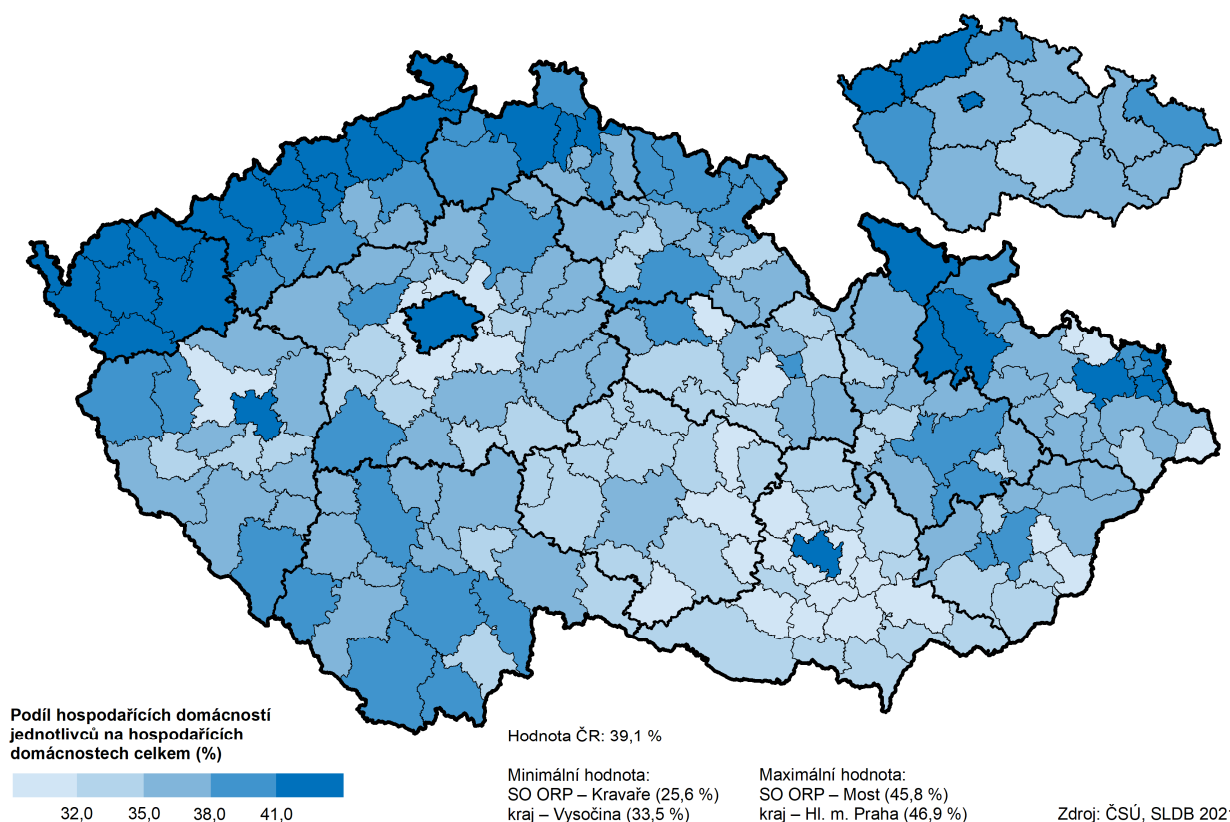 Podíl hospodařících domácností
jednotlivců na hospodařících
domácnostech celkem (%)
32,0 35,0 38,0 41,0
Hodnota ČR: 39,1 %
Minimální hodnota:
SO ORP – Kravaře (25,6 %)
kraj – Vysočina (33,5 %)
Maximální hodnota:
SO ORP – Most (45,8 %)
kraj – Hl. m. Praha (46,9 %)
Zdroj: ČSÚ, SLDB 202